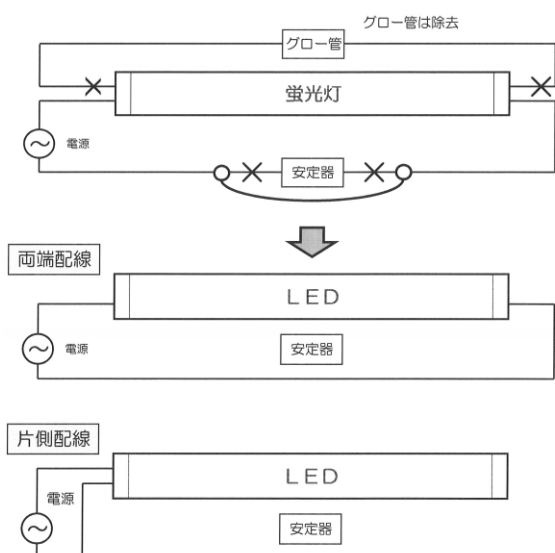 グロー管は除去
グロー管
蛍光灯
電源
安定器
両端配線
LED
電源
安定器
片側配線
LED
電源
安定器